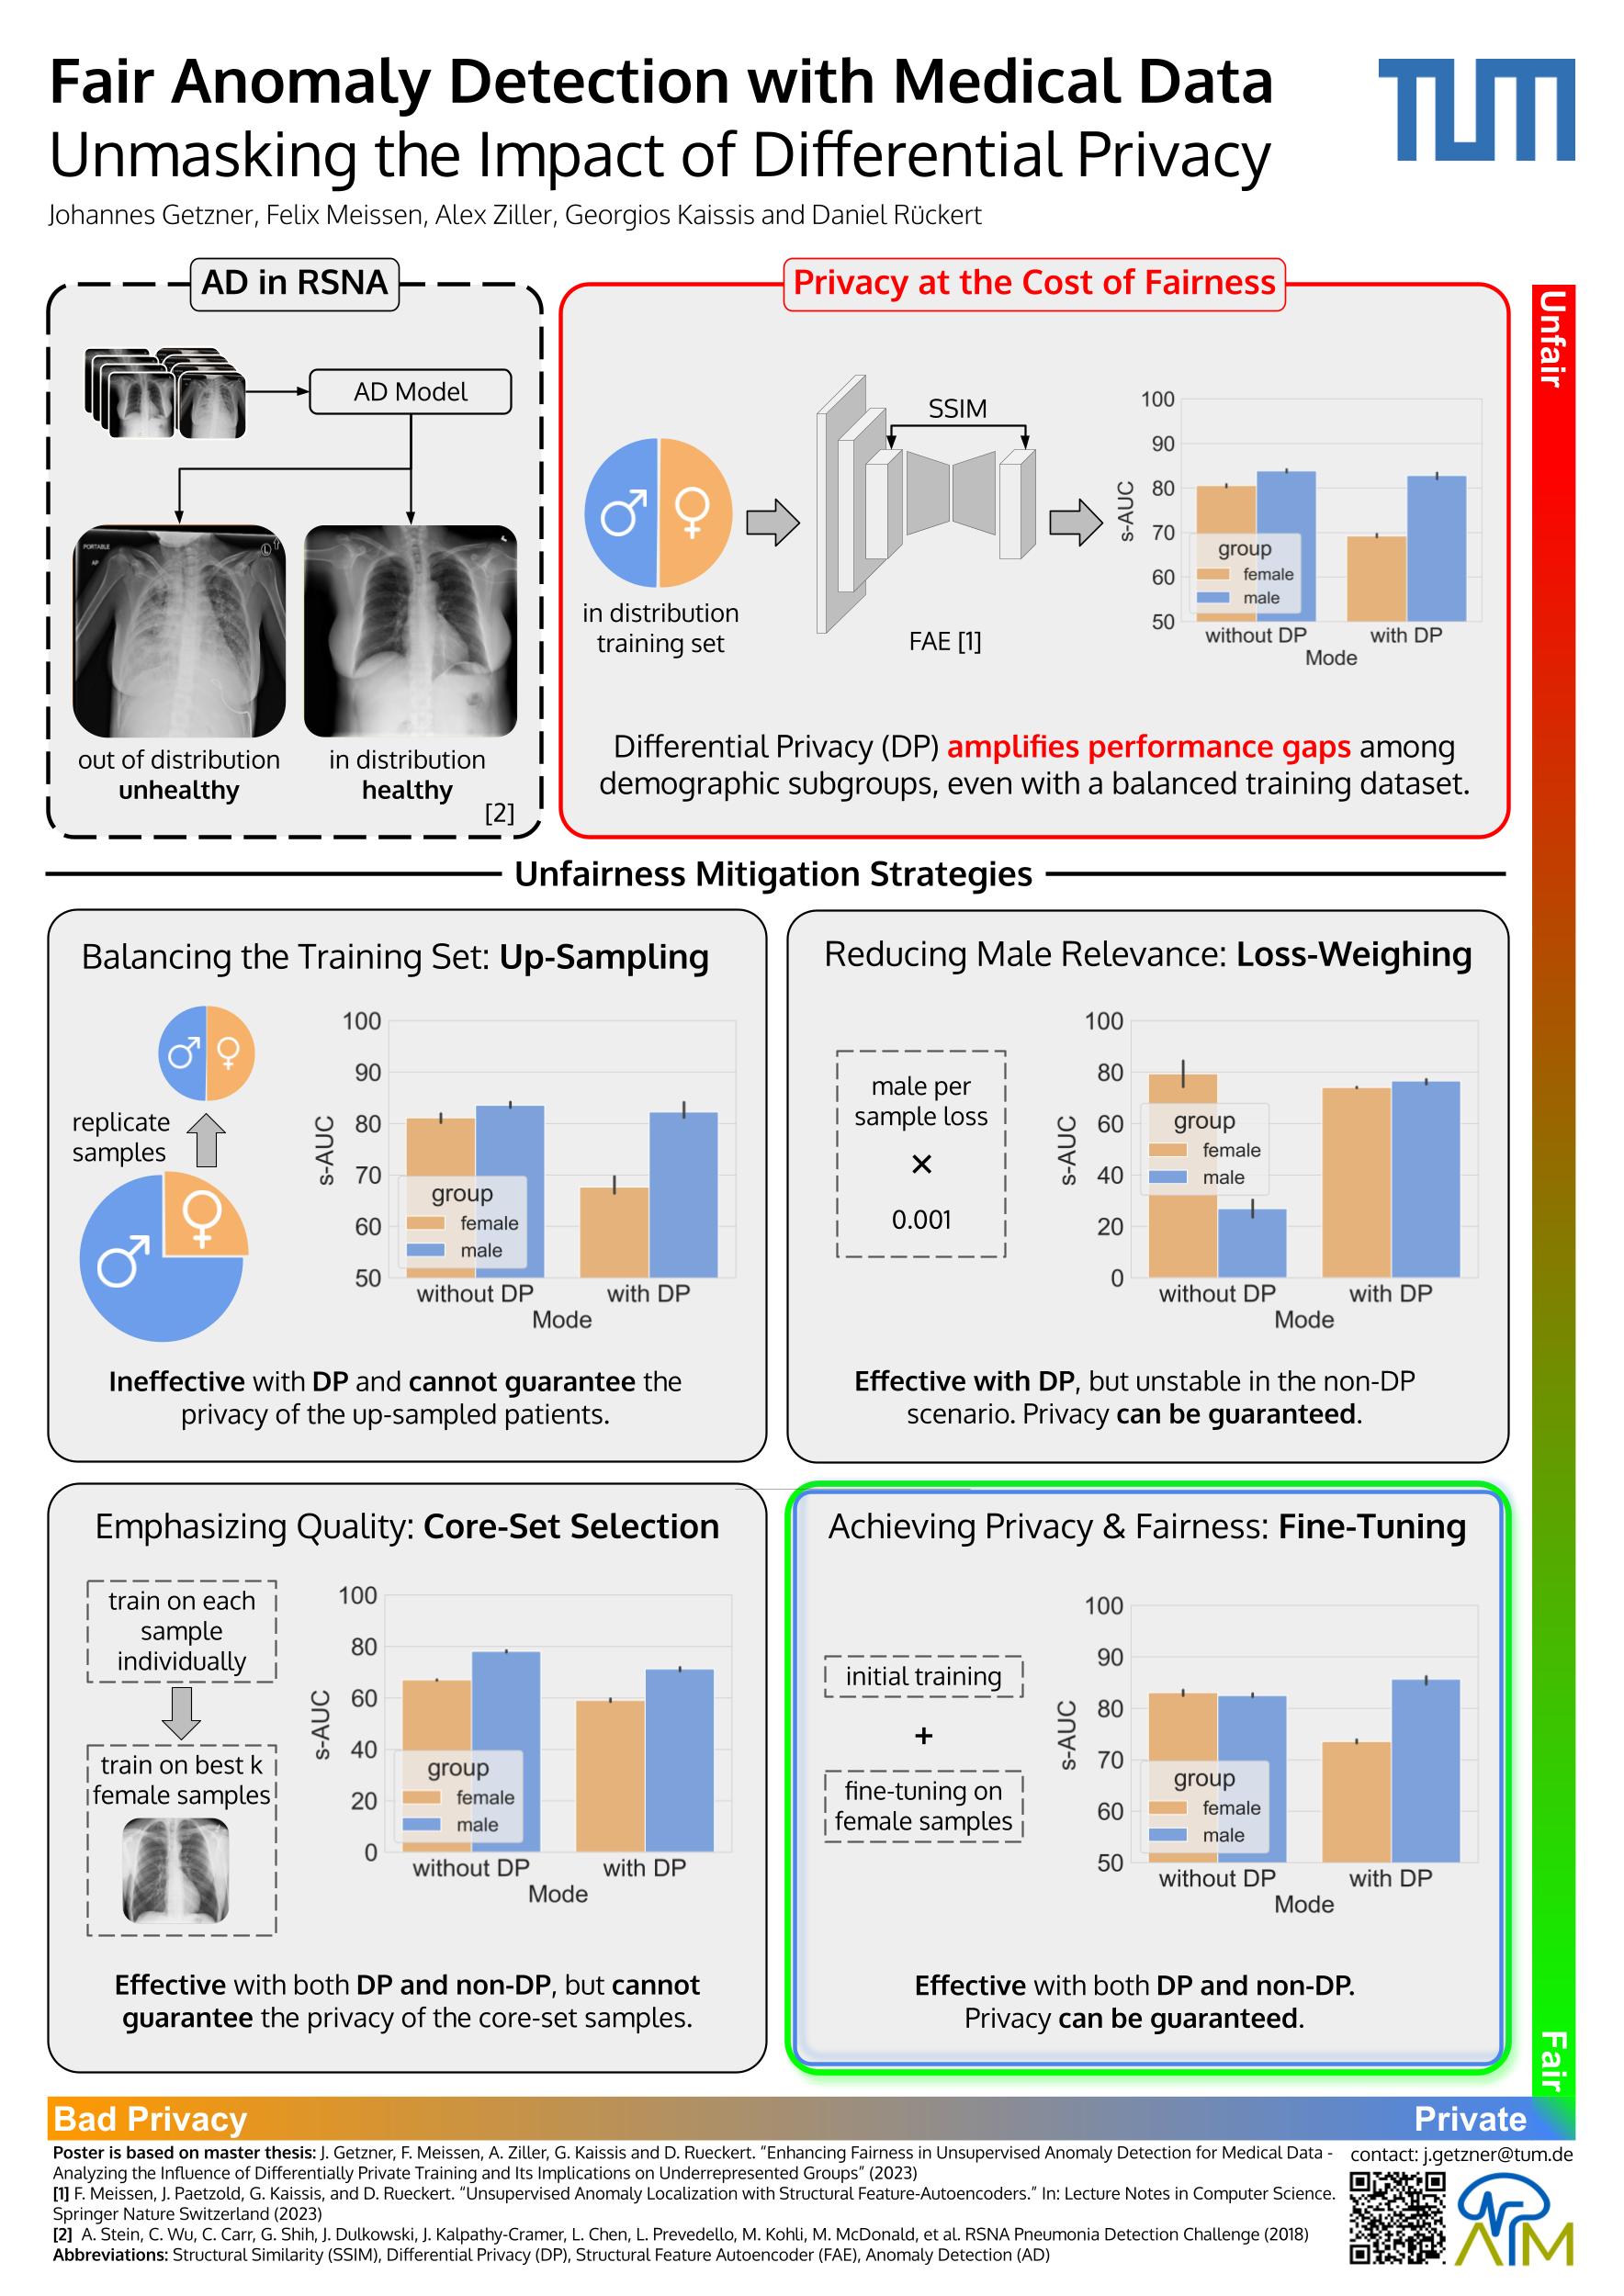 Fair Anomaly Detection with Medical Data
Unmasking the Impact of Differential Privacy
Johannes Getzner, Felix Meissen, Alex Ziller, Georgios Kaissis and Daniel Rückert
TUM
AD in RSNA
AD Model
PORTABLE
AP
out of distribution
unhealthy
in distribution
healthy
[2]
Privacy at the Cost of Fairness
in distribution
training set
SSIM
FAE [1]
100
90
80
70
60
50
s-AUC
group
female
male
without DP
with DP
Mode
Differential Privacy (DP) amplifies performance gaps among
demographic subgroups, even with a balanced training dataset.
Unfair
Unfairness Mitigation Strategies
Balancing the Training Set: Up-Sampling
replicate
samples
100
90
80
70
60
50
s-AUC
group
female
male
without DP
with DP
Mode
Ineffective with DP and cannot guarantee the
privacy of the up-sampled patients.
Reducing Male Relevance: Loss-Weighing
male per
sample loss
×
0.001
100
80
60
40
20
0
s-AUC
group
female
male
without DP
with DP
Mode
Effective with DP, but unstable in the non-DP
scenario. Privacy can be guaranteed.
Emphasizing Quality: Core-Set Selection
train on each
sample
individually
train on best k
female samples
100
80
60
40
20
0
s-AUC
group
female
male
without DP
with DP
Mode
Effective with both DP and non-DP, but cannot
guarantee the privacy of the core-set samples.
Achieving Privacy & Fairness: Fine-Tuning
initial training
+
fine-tuning on
female samples
100
90
80
70
60
50
s-AUC
group
female
male
without DP
with DP
Mode
Effective with both DP and non-DP.
Privacy can be guaranteed.
Fair
Bad Privacy
Private
Poster is based on master thesis: J. Getzner, F. Meissen, A. Ziller, G. Kaissis and D. Rueckert. “Enhancing Fairness in Unsupervised Anomaly Detection for Medical Data -
Analyzing the Influence of Differentially Private Training and Its Implications on Underrepresented Groups” (2023)
[1] F. Meissen, J. Paetzold, G. Kaissis, and D. Rueckert. “Unsupervised Anomaly Localization with Structural Feature-Autoencoders.” In: Lecture Notes in Computer Science.
Springer Nature Switzerland (2023)
[2] A. Stein, C. Wu, C. Carr, G. Shih, J. Dulkowski, J. Kalpathy-Cramer, L. Chen, L. Prevedello, M. Kohli, M. McDonald, et al. RSNA Pneumonia Detection Challenge (2018)
Abbreviations: Structural Similarity (SSIM), Differential Privacy (DP), Structural Feature Autoencoder (FAE), Anomaly Detection (AD)
contact: j.getzner@tum.de
AIM